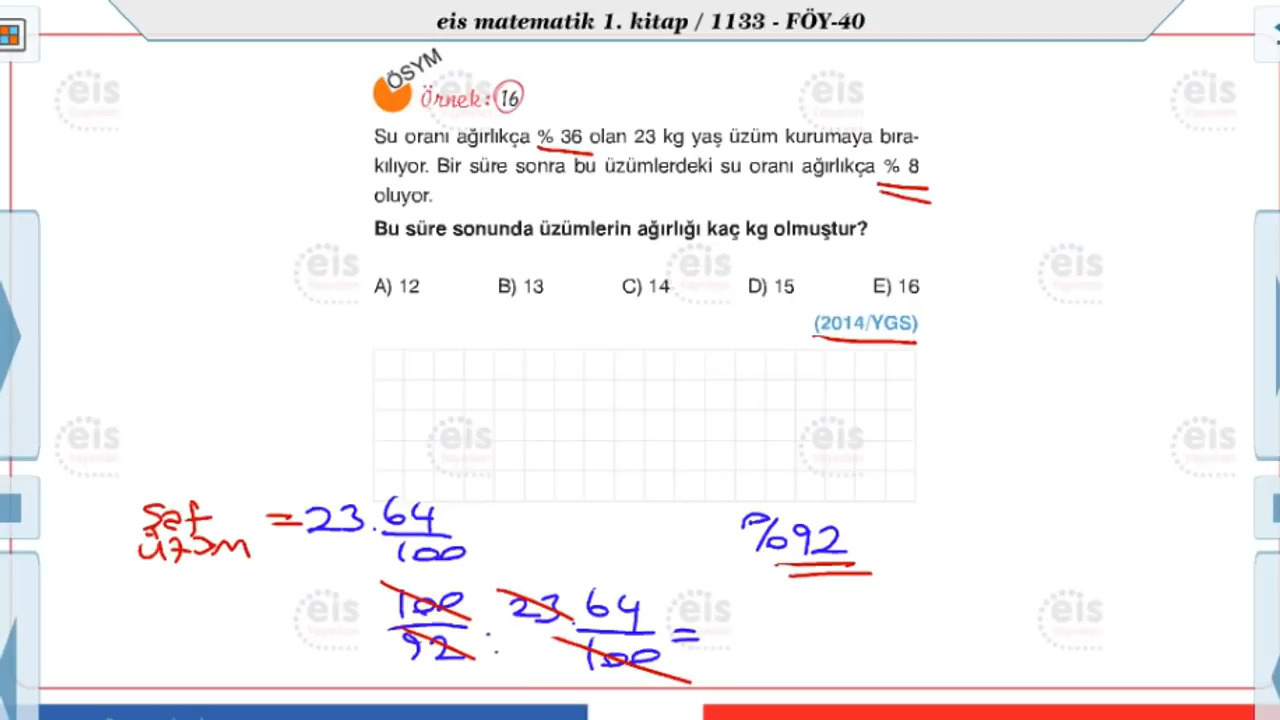 eis matematik 1. kitap / 1133 - FÖY-40
ÖSYM
Örnek: 16
Su oranı ağırlıkça % 36 olan 23 kg yaş üzüm kurumaya bıra-
kılıyor. Bir süre sonra bu üzümlerdeki su oranı ağırlıkça % 8
oluyor.
Bu süre sonunda üzümlerin ağırlığı kaç kg olmuştur?
A) 12 B) 13 C) 14 D) 15 E) 16
(2014/YGS)
Saf üzüm = 23 . 64/100
%92
100/92 . 23 . 64/100 =